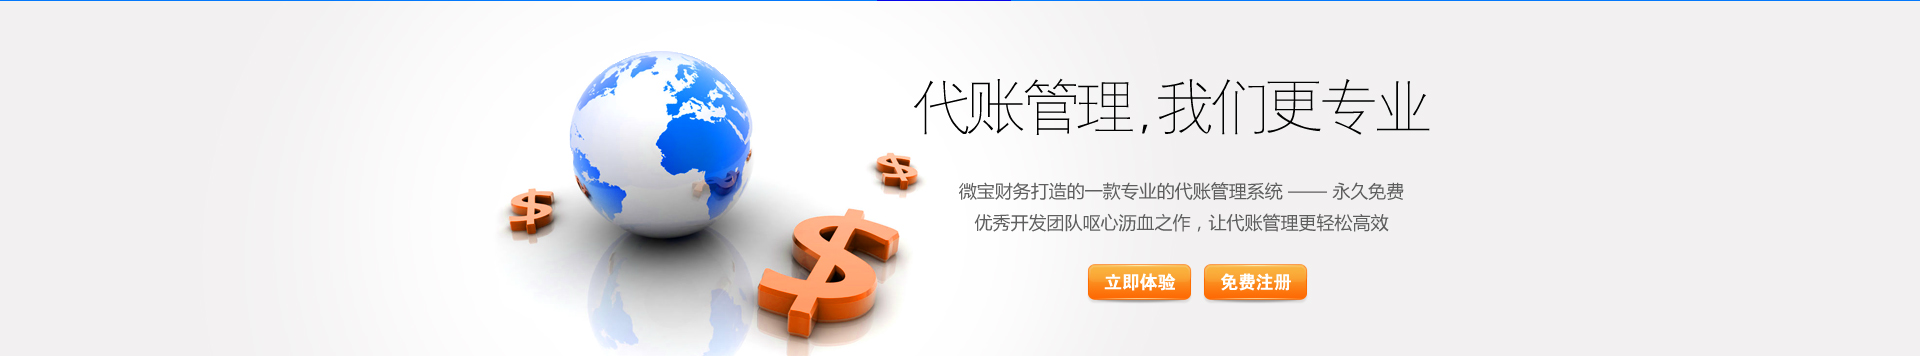 代账管理,我们更专业
微宝财务打造的一款专业的代账管理系统 —— 永久免费
优秀开发团队呕心沥血之作，让代账管理更轻松高效
立即体验 免费注册